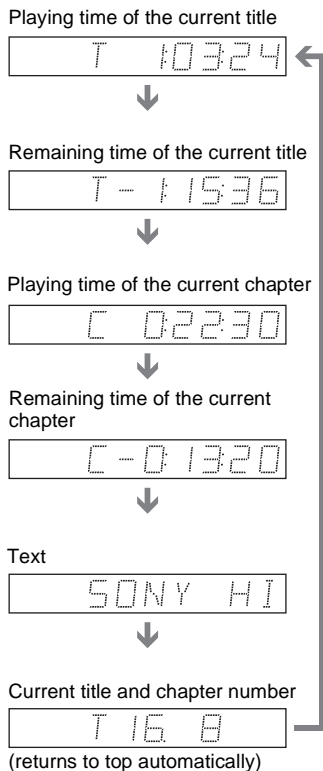 Playing time of the current title
T 1:03:24
Remaining time of the current title
T - 1:15:36
Playing time of the current chapter
C 0:22:30
Remaining time of the current
chapter
C - 0:13:20
Text
SONY HI
Current title and chapter number
T 16. 8
(returns to top automatically)